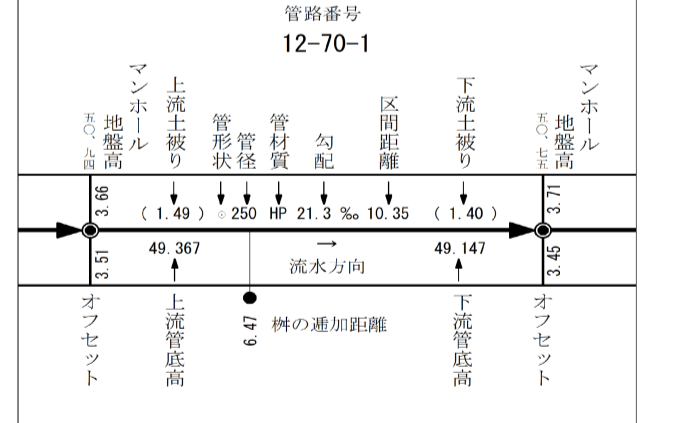 管路番号
12-70-1
マンホール
地盤高
五〇、九四
上流土被り
管形状
管径
管材質
勾配
区間距離
下流土被り
マンホール
地盤高
五〇、七五
3.66
( 1.49 ) ◎ 250 HP 21.3 ‰ 10.35 ( 1.40 )
3.71
3.51
49.367
→
流水方向
49.147
3.45
オフセット
上流管底高
6.47
桝の逓加距離
下流管底高
オフセット